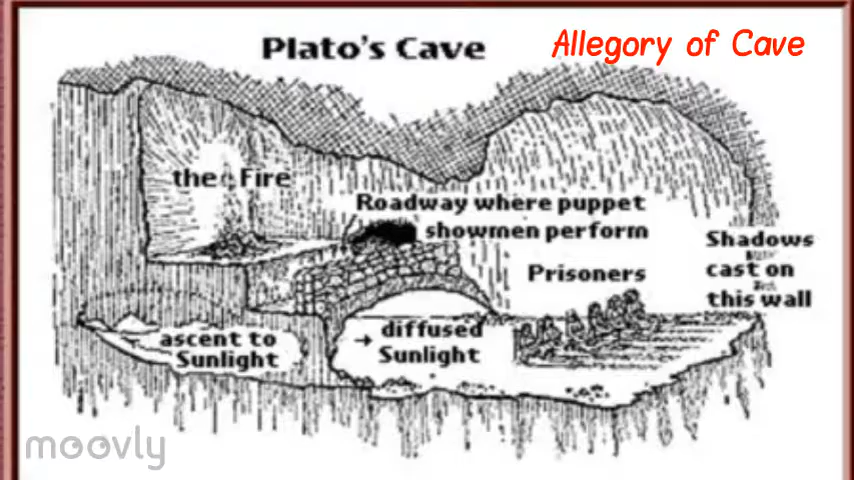 Plato's Cave
Allegory of Cave
the Fire
Roadway where puppet
showmen perform
Prisoners
Shadows
cast on
this wall
ascent to
Sunlight
→ diffused
Sunlight
moovly